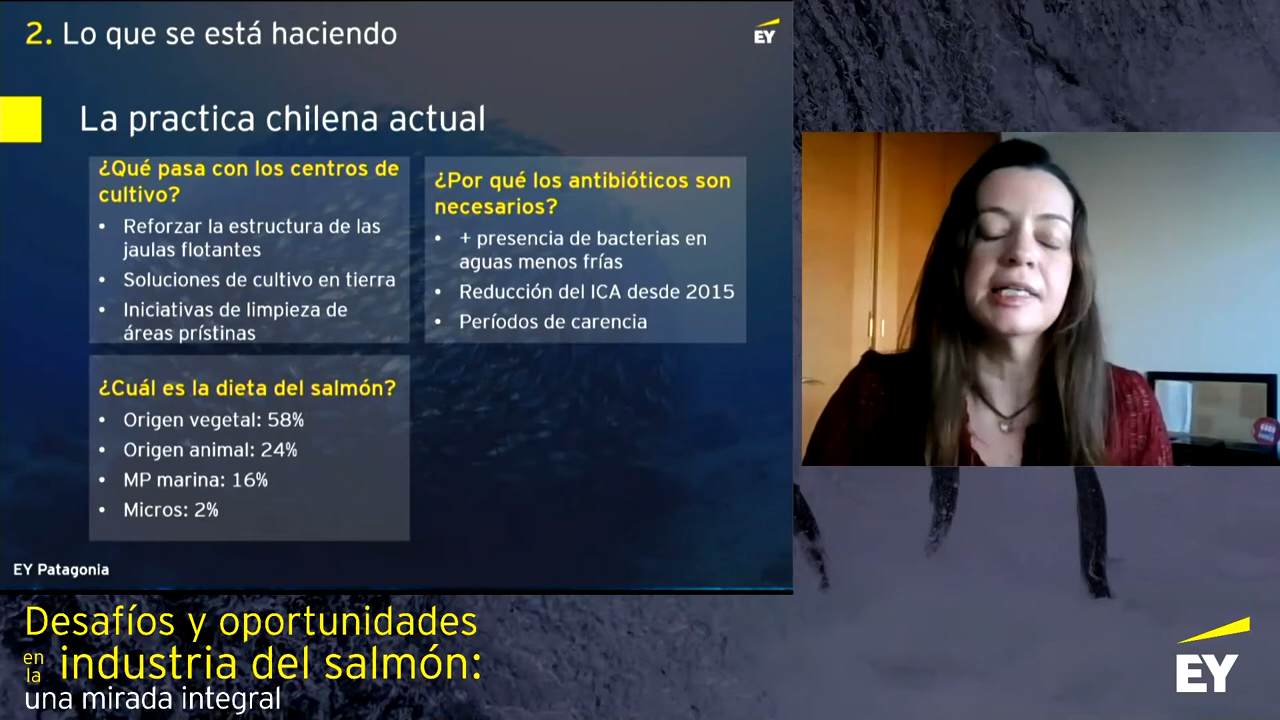 2. Lo que se está haciendo
EY
La practica chilena actual
¿Qué pasa con los centros de
cultivo?
• Reforzar la estructura de las
jaulas flotantes
• Soluciones de cultivo en tierra
• Iniciativas de limpieza de
áreas prístinas
¿Por qué los antibióticos son
necesarios?
• + presencia de bacterias en
aguas menos frías
• Reducción del ICA desde 2015
• Períodos de carencia
¿Cuál es la dieta del salmón?
• Origen vegetal: 58%
• Origen animal: 24%
• MP marina: 16%
• Micros: 2%
EY Patagonia
Desafíos y oportunidades
en la industria del salmón:
una mirada integral
EY